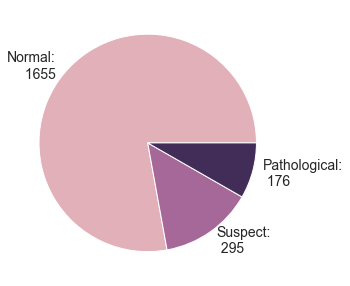 Normal:
1655
Pathological:
176
Suspect:
295